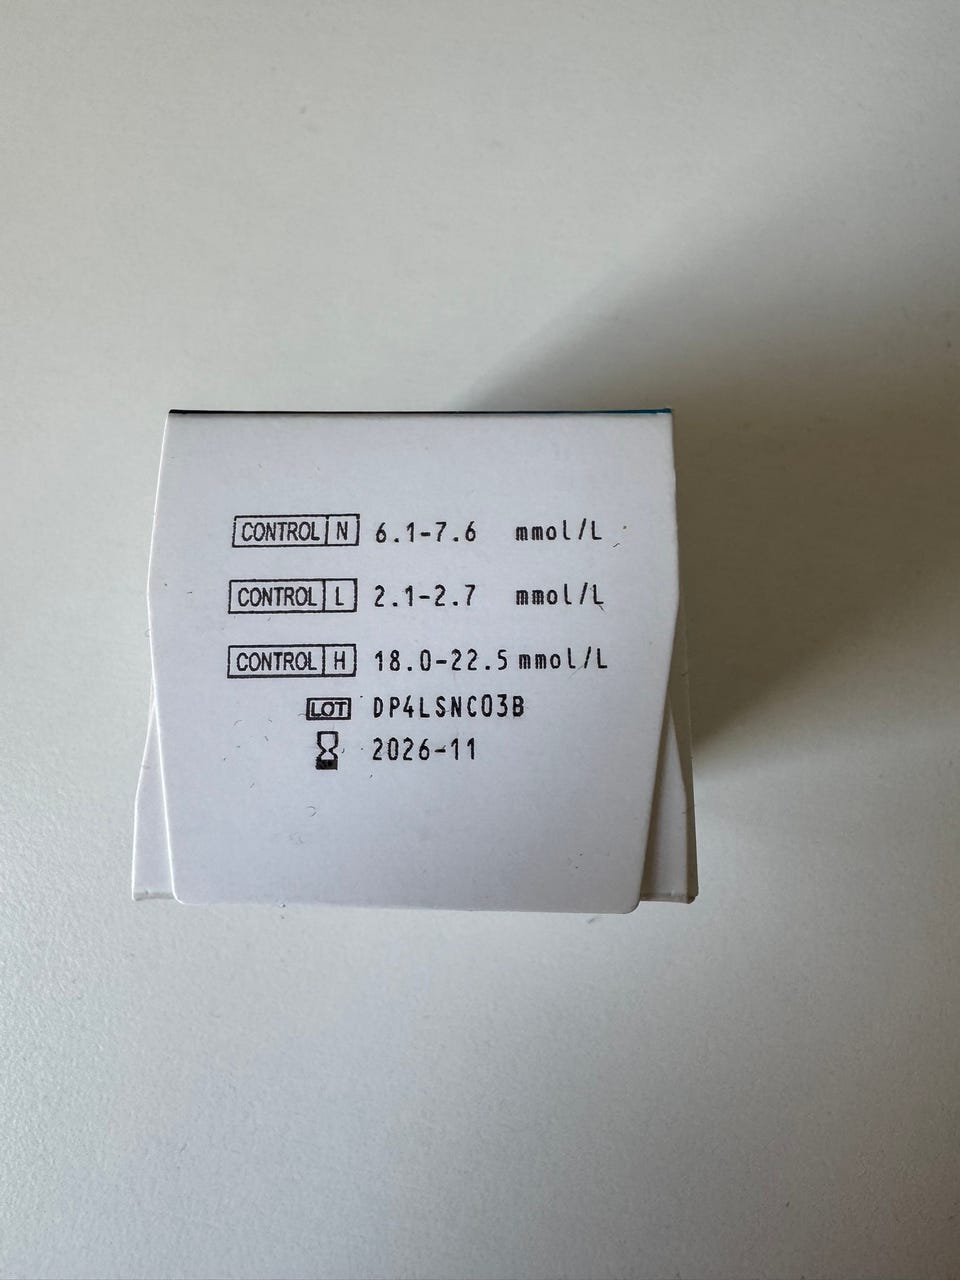 CONTROL N 6.1-7.6 mmol/L
CONTROL L 2.1-2.7 mmol/L
CONTROL H 18.0-22.5 mmol/L
LOT DP4LSNC03B
2026-11